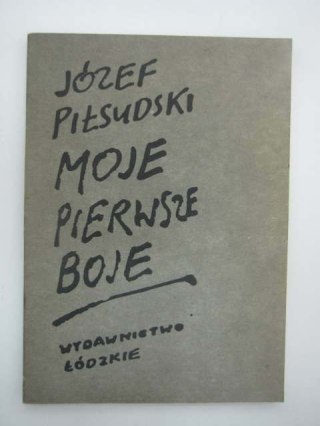 JÓZEF
PIŁSUDSKI
MOJE
PIERWSZE
BOJE
WYDAWNICTWO
ŁÓDZKIE